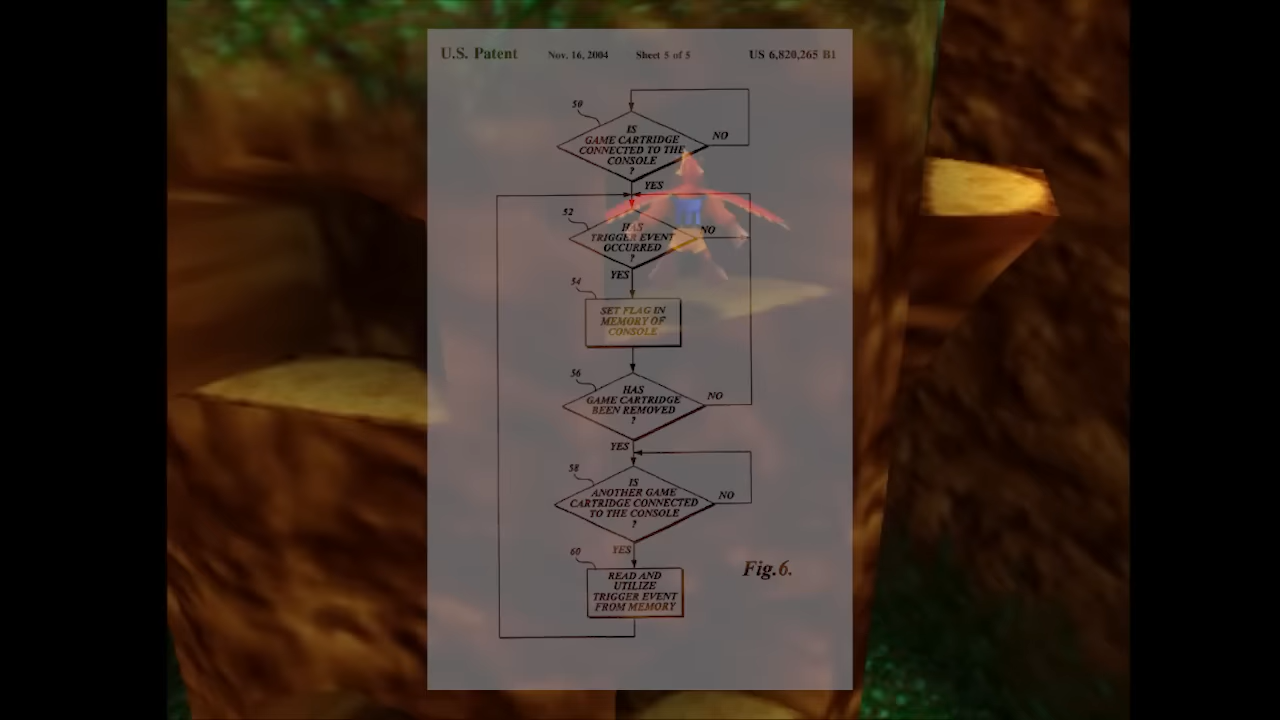 U.S. Patent Nov. 16, 2004 Sheet 5 of 5 US 6,820,265 B1
50
IS
GAME CARTRIDGE
CONNECTED TO THE
CONSOLE
?
NO
YES
52
HAS
TRIGGER EVENT
OCCURRED
?
NO
YES
54
SET FLAG IN
MEMORY OF
CONSOLE
56
HAS
GAME CARTRIDGE
BEEN REMOVED
?
NO
YES
58
IS
ANOTHER GAME
CARTRIDGE CONNECTED
TO THE CONSOLE
?
NO
YES
60
READ AND
UTILIZE
TRIGGER EVENT
FROM MEMORY
Fig.6.